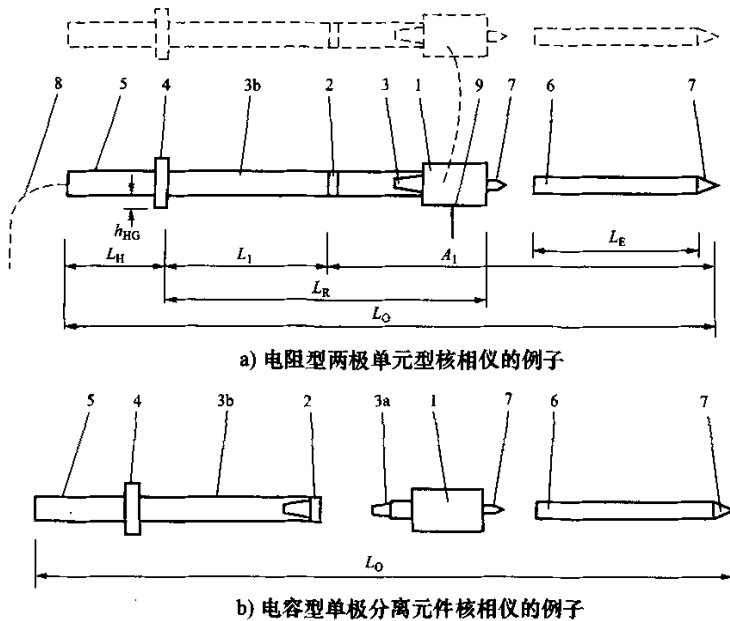 8 5 4 3b 2 3 1 9 7 6 7
h_HG
L_H L_1 A_1 L_E
L_R
L_O
a) 电阻型两极单元型核相仪的例子
5 4 3b 2 3a 1 7 6 7
L_O
b) 电容型单极分离元件核相仪的例子